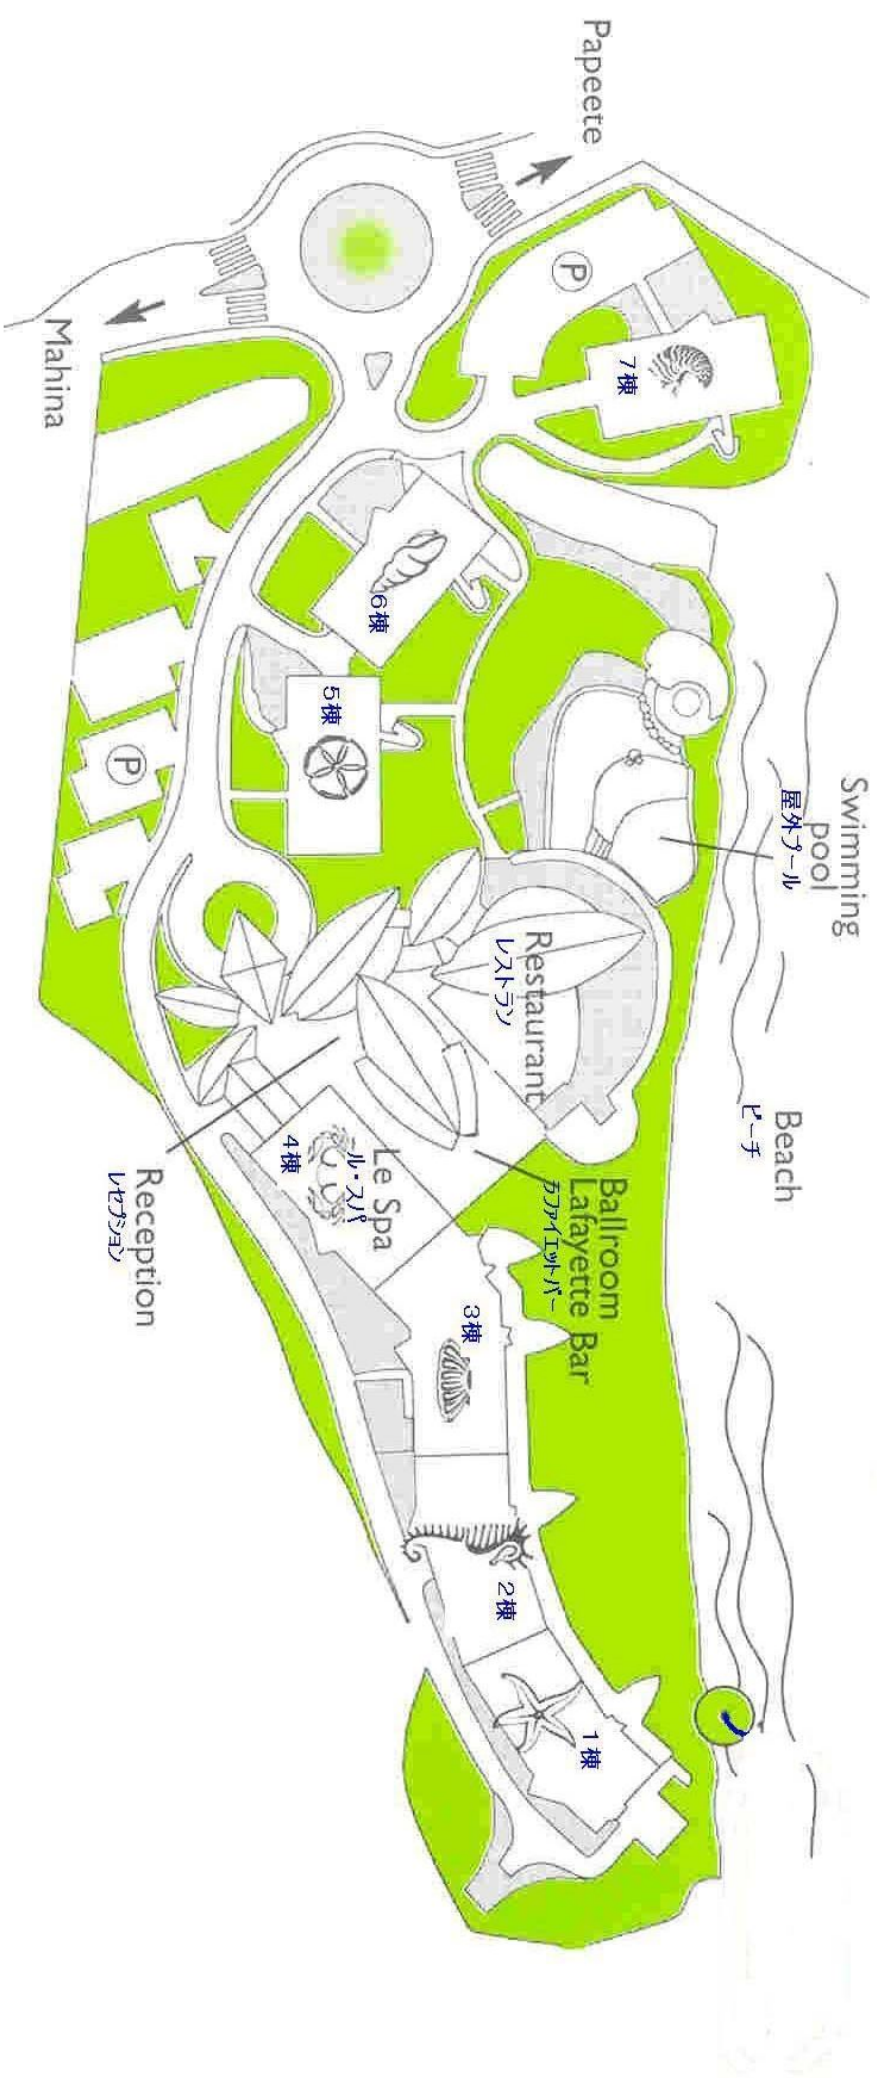 Papeete
Mahina
P
7棟
6棟
5棟
P
Swimming
pool
屋外プール
Restaurant
レストラン
Beach
ビーチ
Reception
レセプション
4棟
Le Spa
ル・スパ
Ballroom
Lafayette Bar
ラファイエットバー
3棟
2棟
1棟